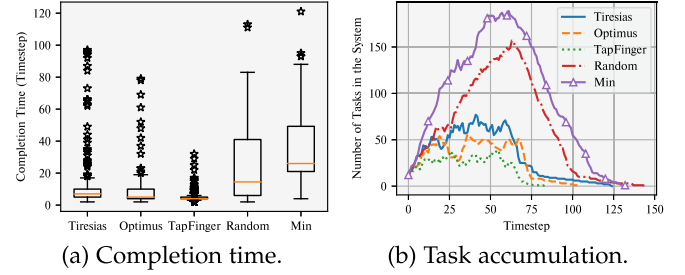 Completion Time (Timestep)
120
100
80
60
40
20
0
Tiresias Optimus TapFinger Random Min
(a) Completion time.
Number of Tasks in the System
150
100
50
0
Tiresias
Optimus
TapFinger
Random
Min
0 25 50 75 100 125 150
Timestep
(b) Task accumulation.